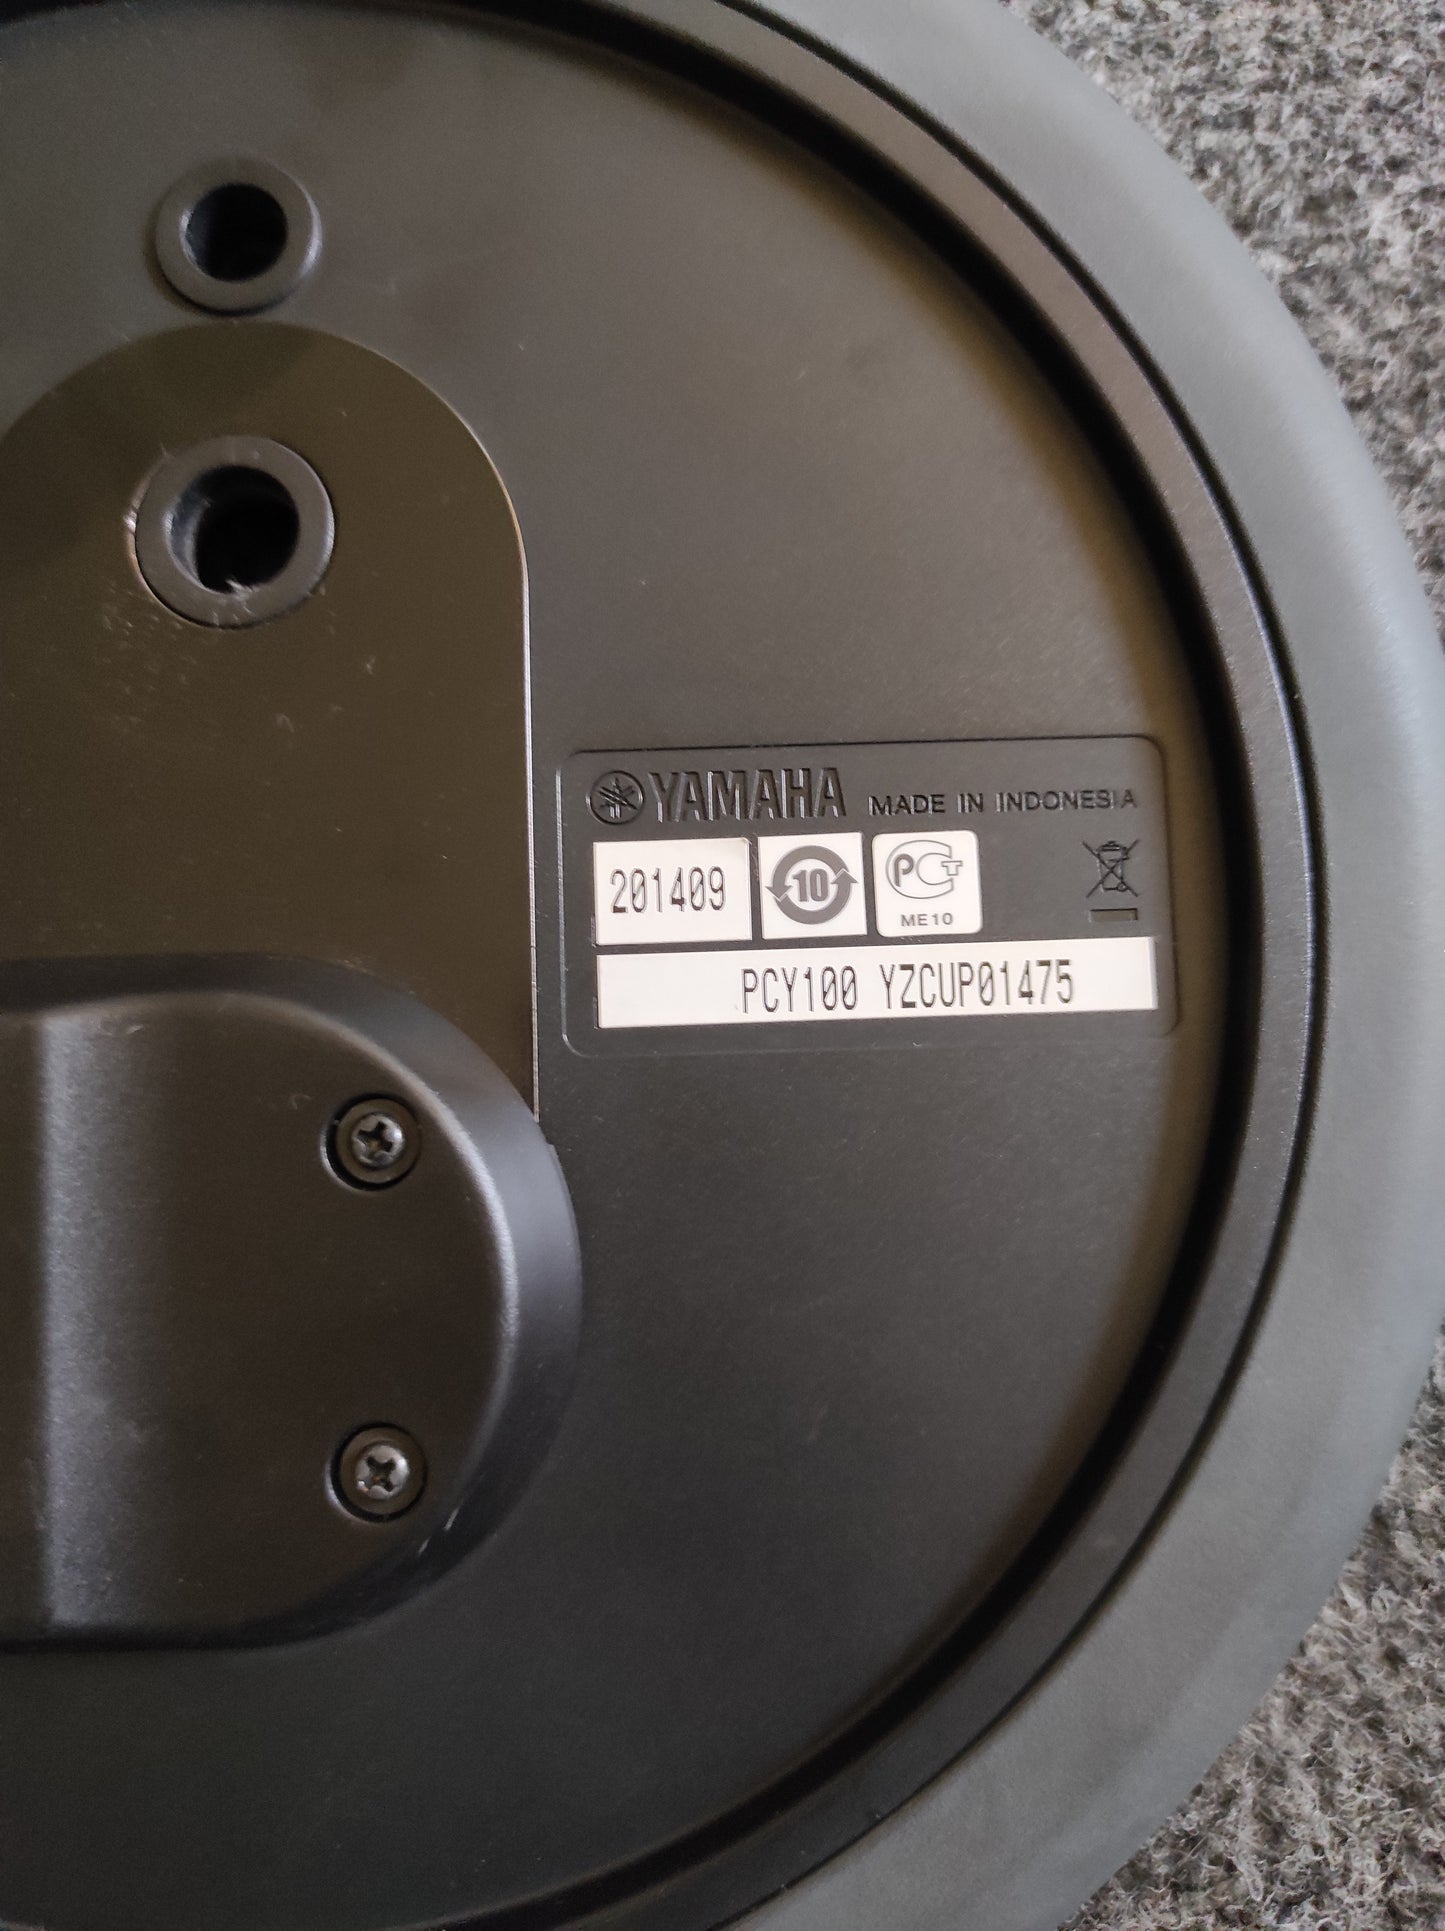 YAMAHA MADE IN INDONESIA
201409 10 PCT ME10
PCY100 YZCUP01475